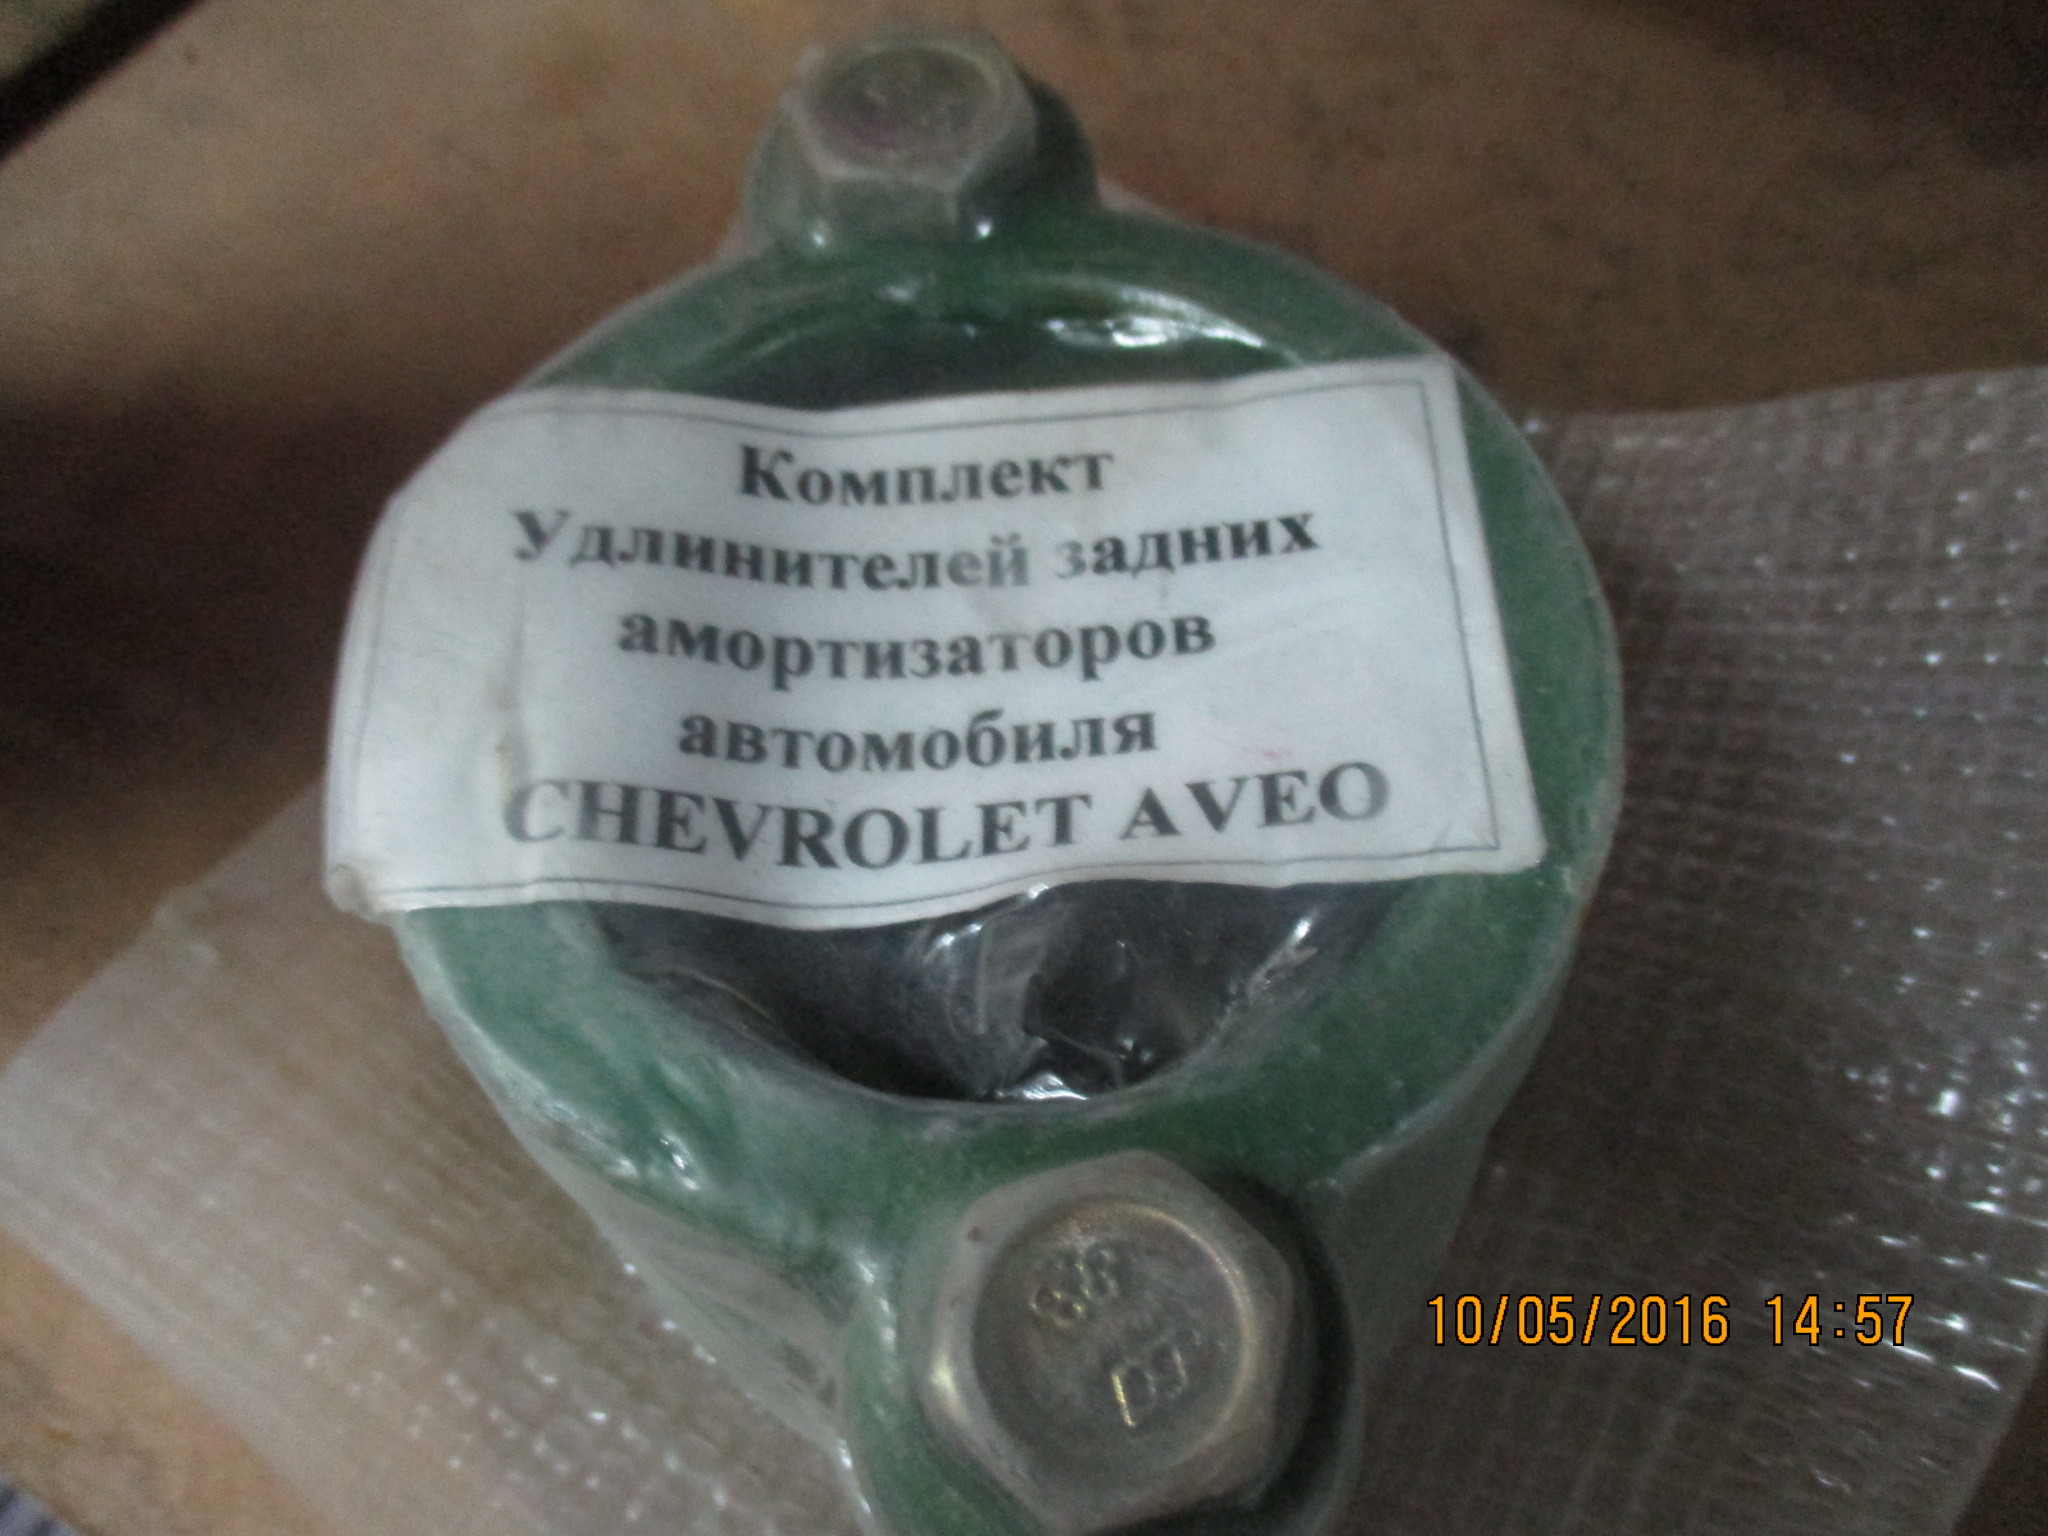 Комплект
Удлинителей задних
амортизаторов
автомобиля
CHEVROLET AVEO
10/05/2016 14:57